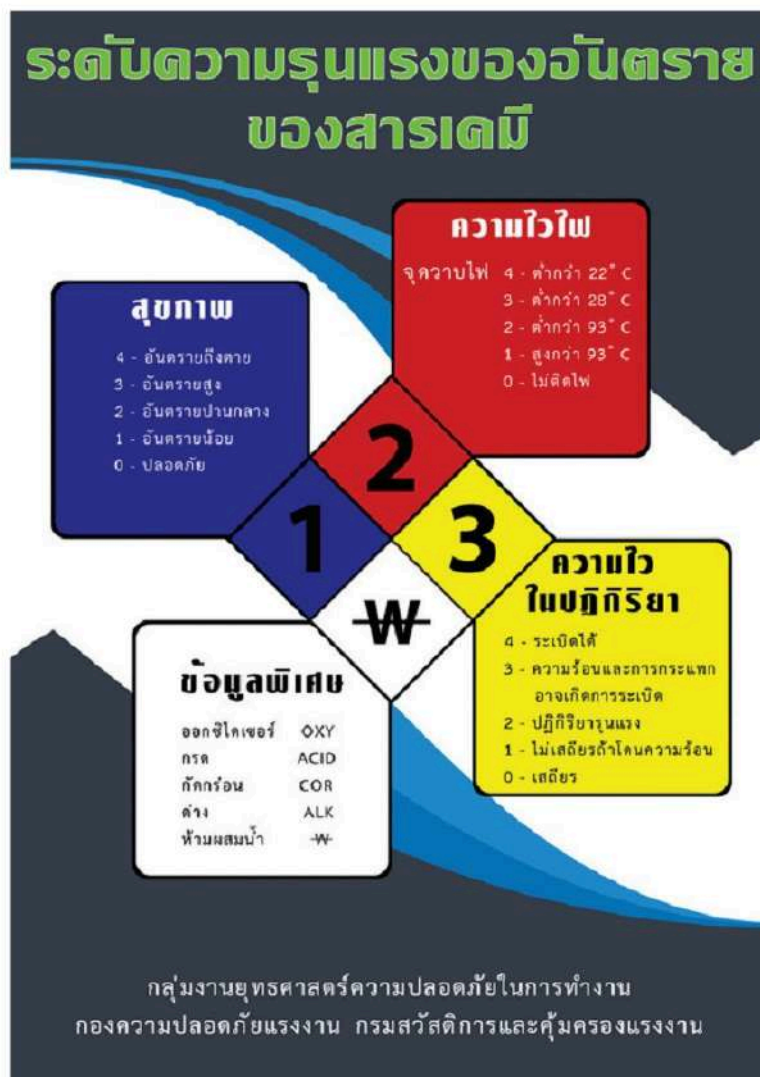 ระดับความรุนแรงของอันตราย
ของสารเคมี
ความไวไฟ
จุดวาบไฟ 4 - ต่ำกว่า 22° C
3 - ต่ำกว่า 28° C
2 - ต่ำกว่า 93° C
1 - สูงกว่า 93° C
0 - ไม่ติดไฟ
สุขภาพ
4 - อันตรายถึงตาย
3 - อันตรายสูง
2 - อันตรายปานกลาง
1 - อันตรายน้อย
0 - ปลอดภัย
2
1
3
W
ความไว
ในปฏิกิริยา
4 - ระเบิดได้
3 - ความร้อนและการกระแทก
อาจเกิดการระเบิด
2 - ปฏิกิริยารุนแรง
1 - ไม่เสถียรถ้าโดนความร้อน
0 - เสถียร
ข้อมูลพิเศษ
ออกซิไดเซอร์ OXY
กรด ACID
กัดกร่อน COR
ด่าง ALK
ห้ามผสมน้ำ W
กลุ่มงานยุทธศาสตร์ความปลอดภัยในการทำงาน
กองความปลอดภัยแรงงาน กรมสวัสดิการและคุ้มครองแรงงาน